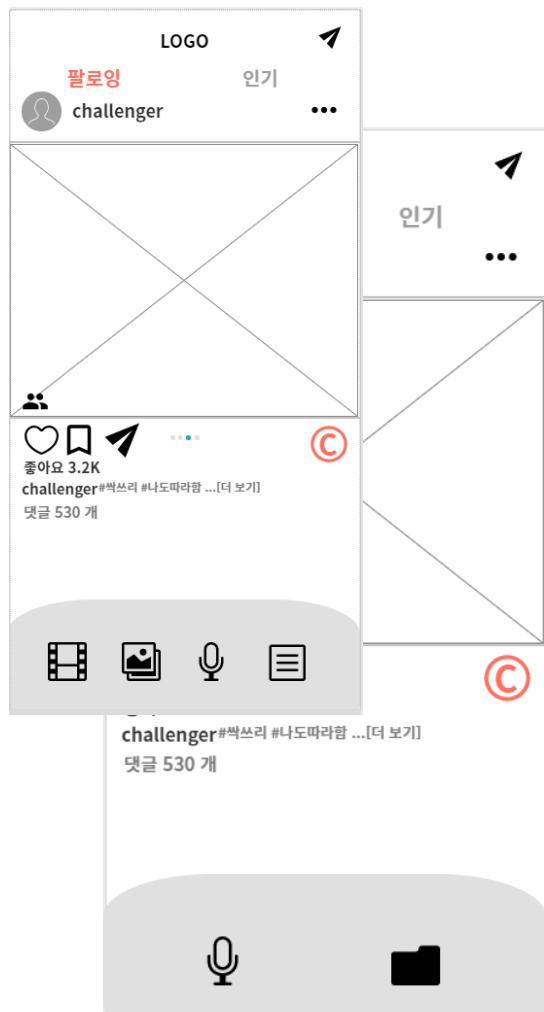 LOGO
팔로잉 인기
challenger
좋아요 3.2K
challenger #싹쓰리 #나도따라함 ...[더 보기]
댓글 530 개
인기
challenger #싹쓰리 #나도따라함 ...[더 보기]
댓글 530 개